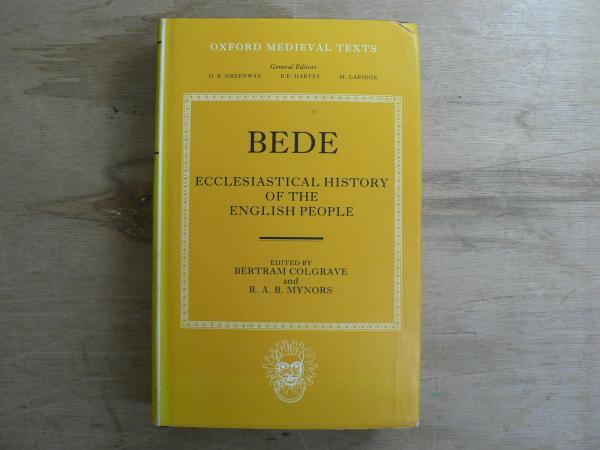 OXFORD MEDIEVAL TEXTS
General Editors
D. E. GREENWAY B. F. HARVEY M. LAPIDGE
BEDE
ECCLESIASTICAL HISTORY
OF THE
ENGLISH PEOPLE
EDITED BY
BERTRAM COLGRAVE
and
R. A. B. MYNORS